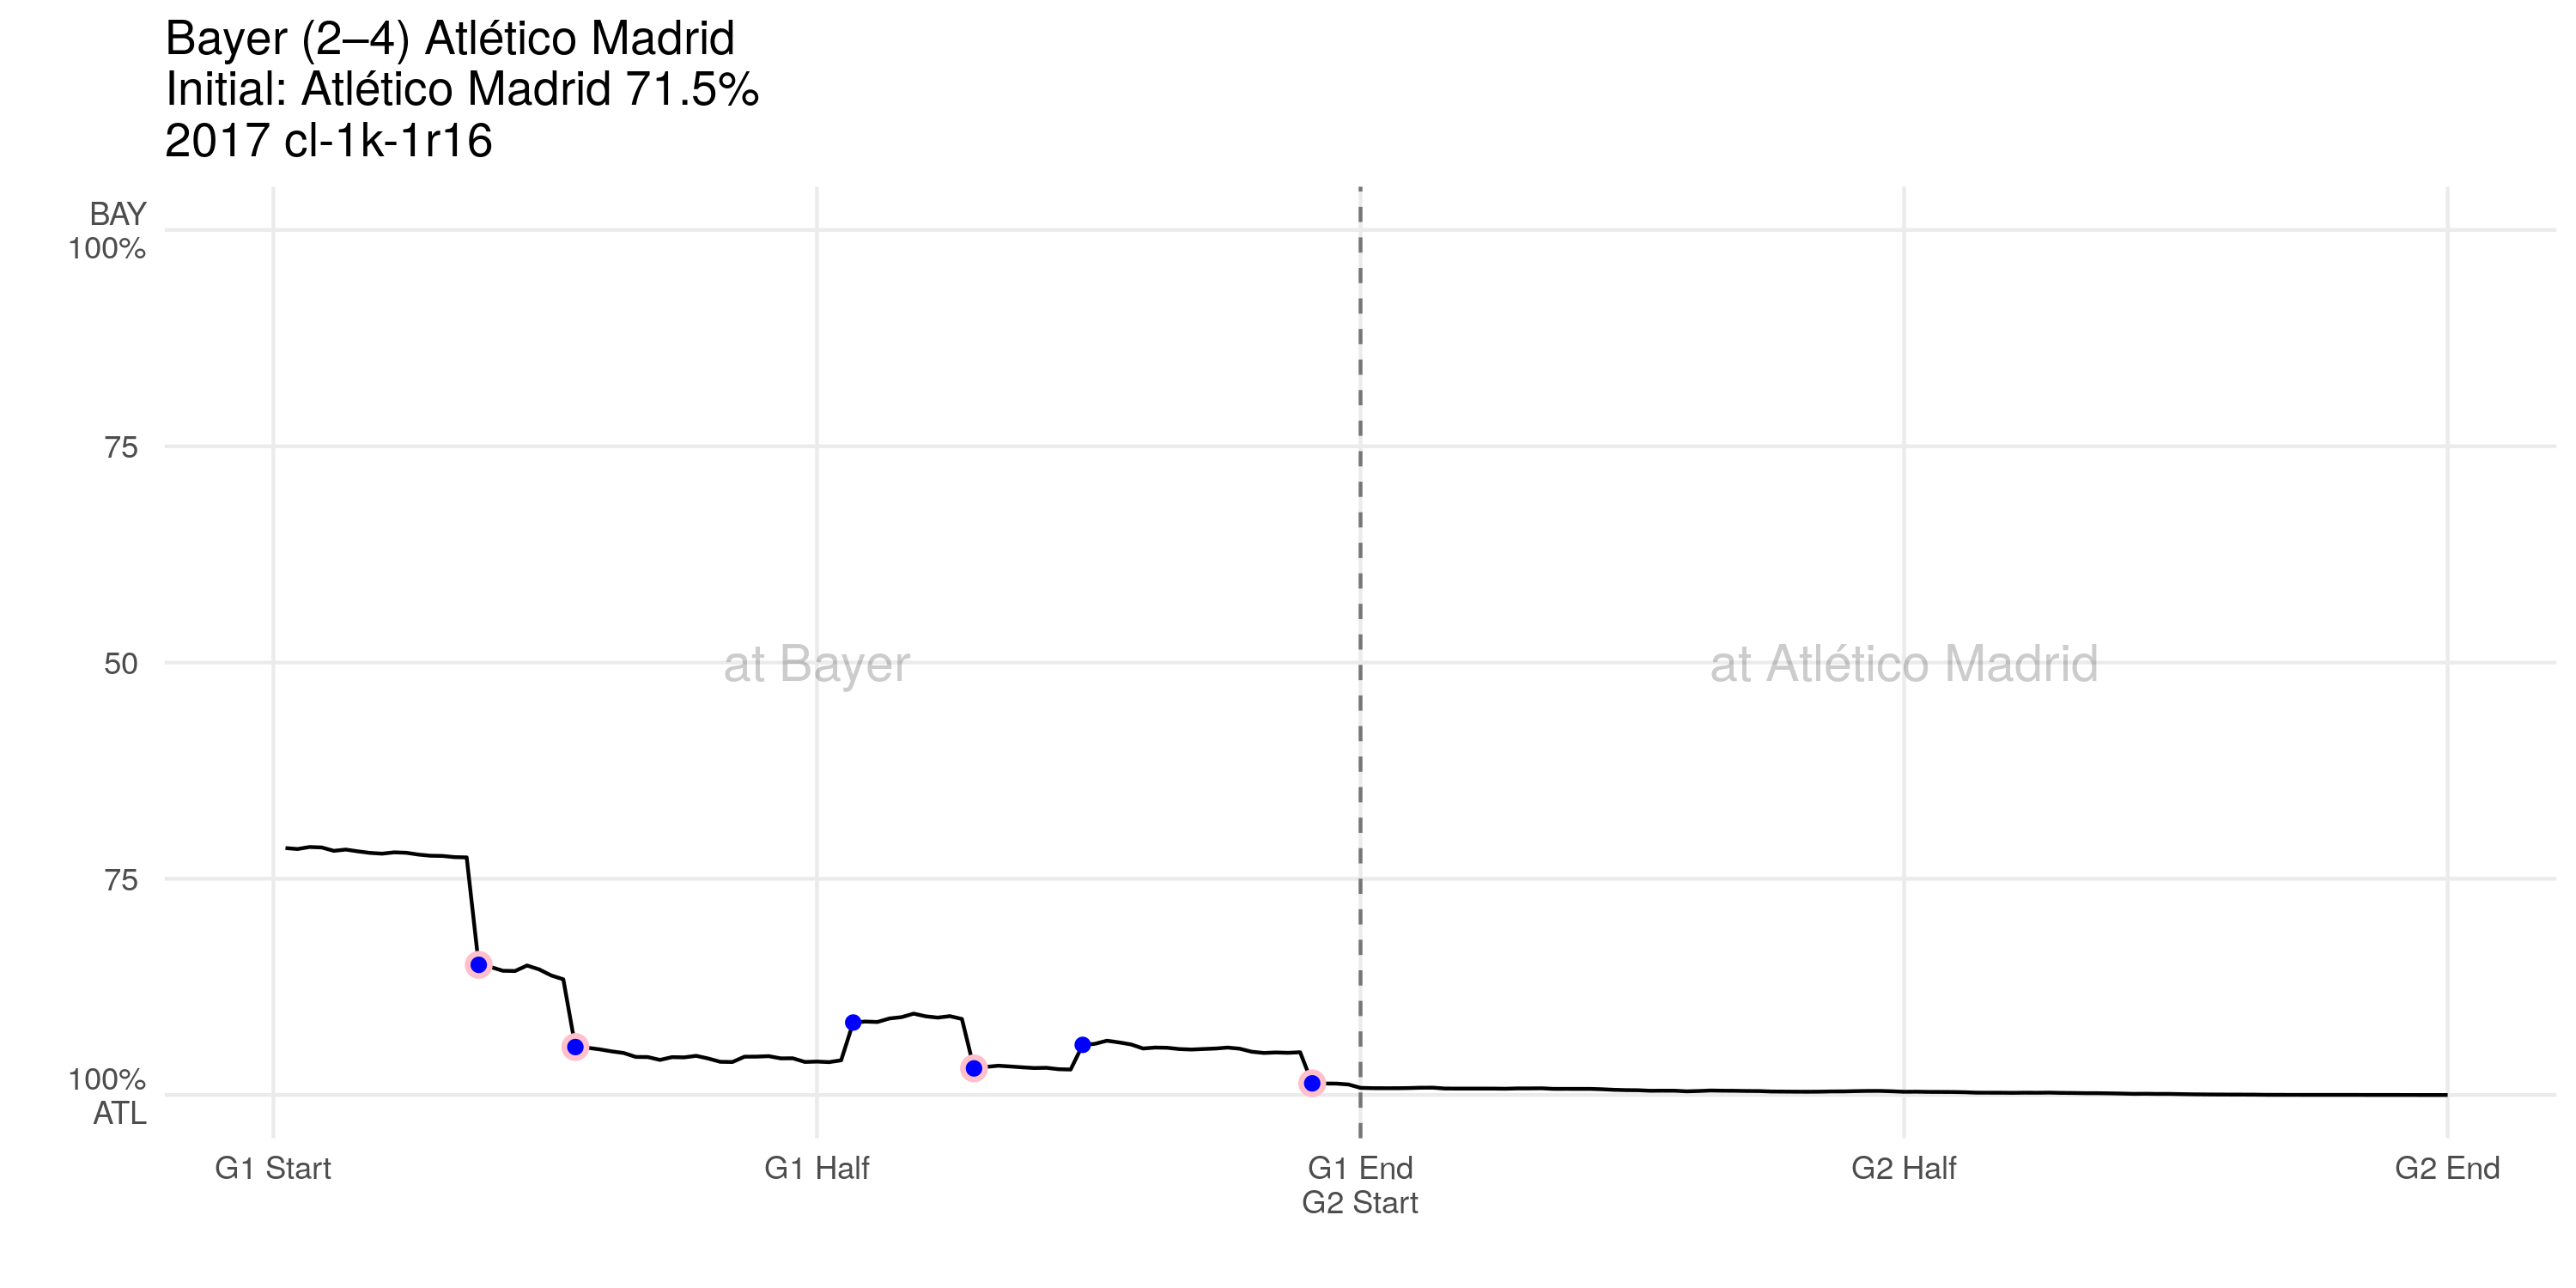 Bayer (2–4) Atlético Madrid
Initial: Atlético Madrid 71.5%
2017 cl-1k-1r16
BAY
100%
75
50
75
100%
ATL
at Bayer
at Atlético Madrid
G1 Start
G1 Half
G1 End
G2 Start
G2 Half
G2 End